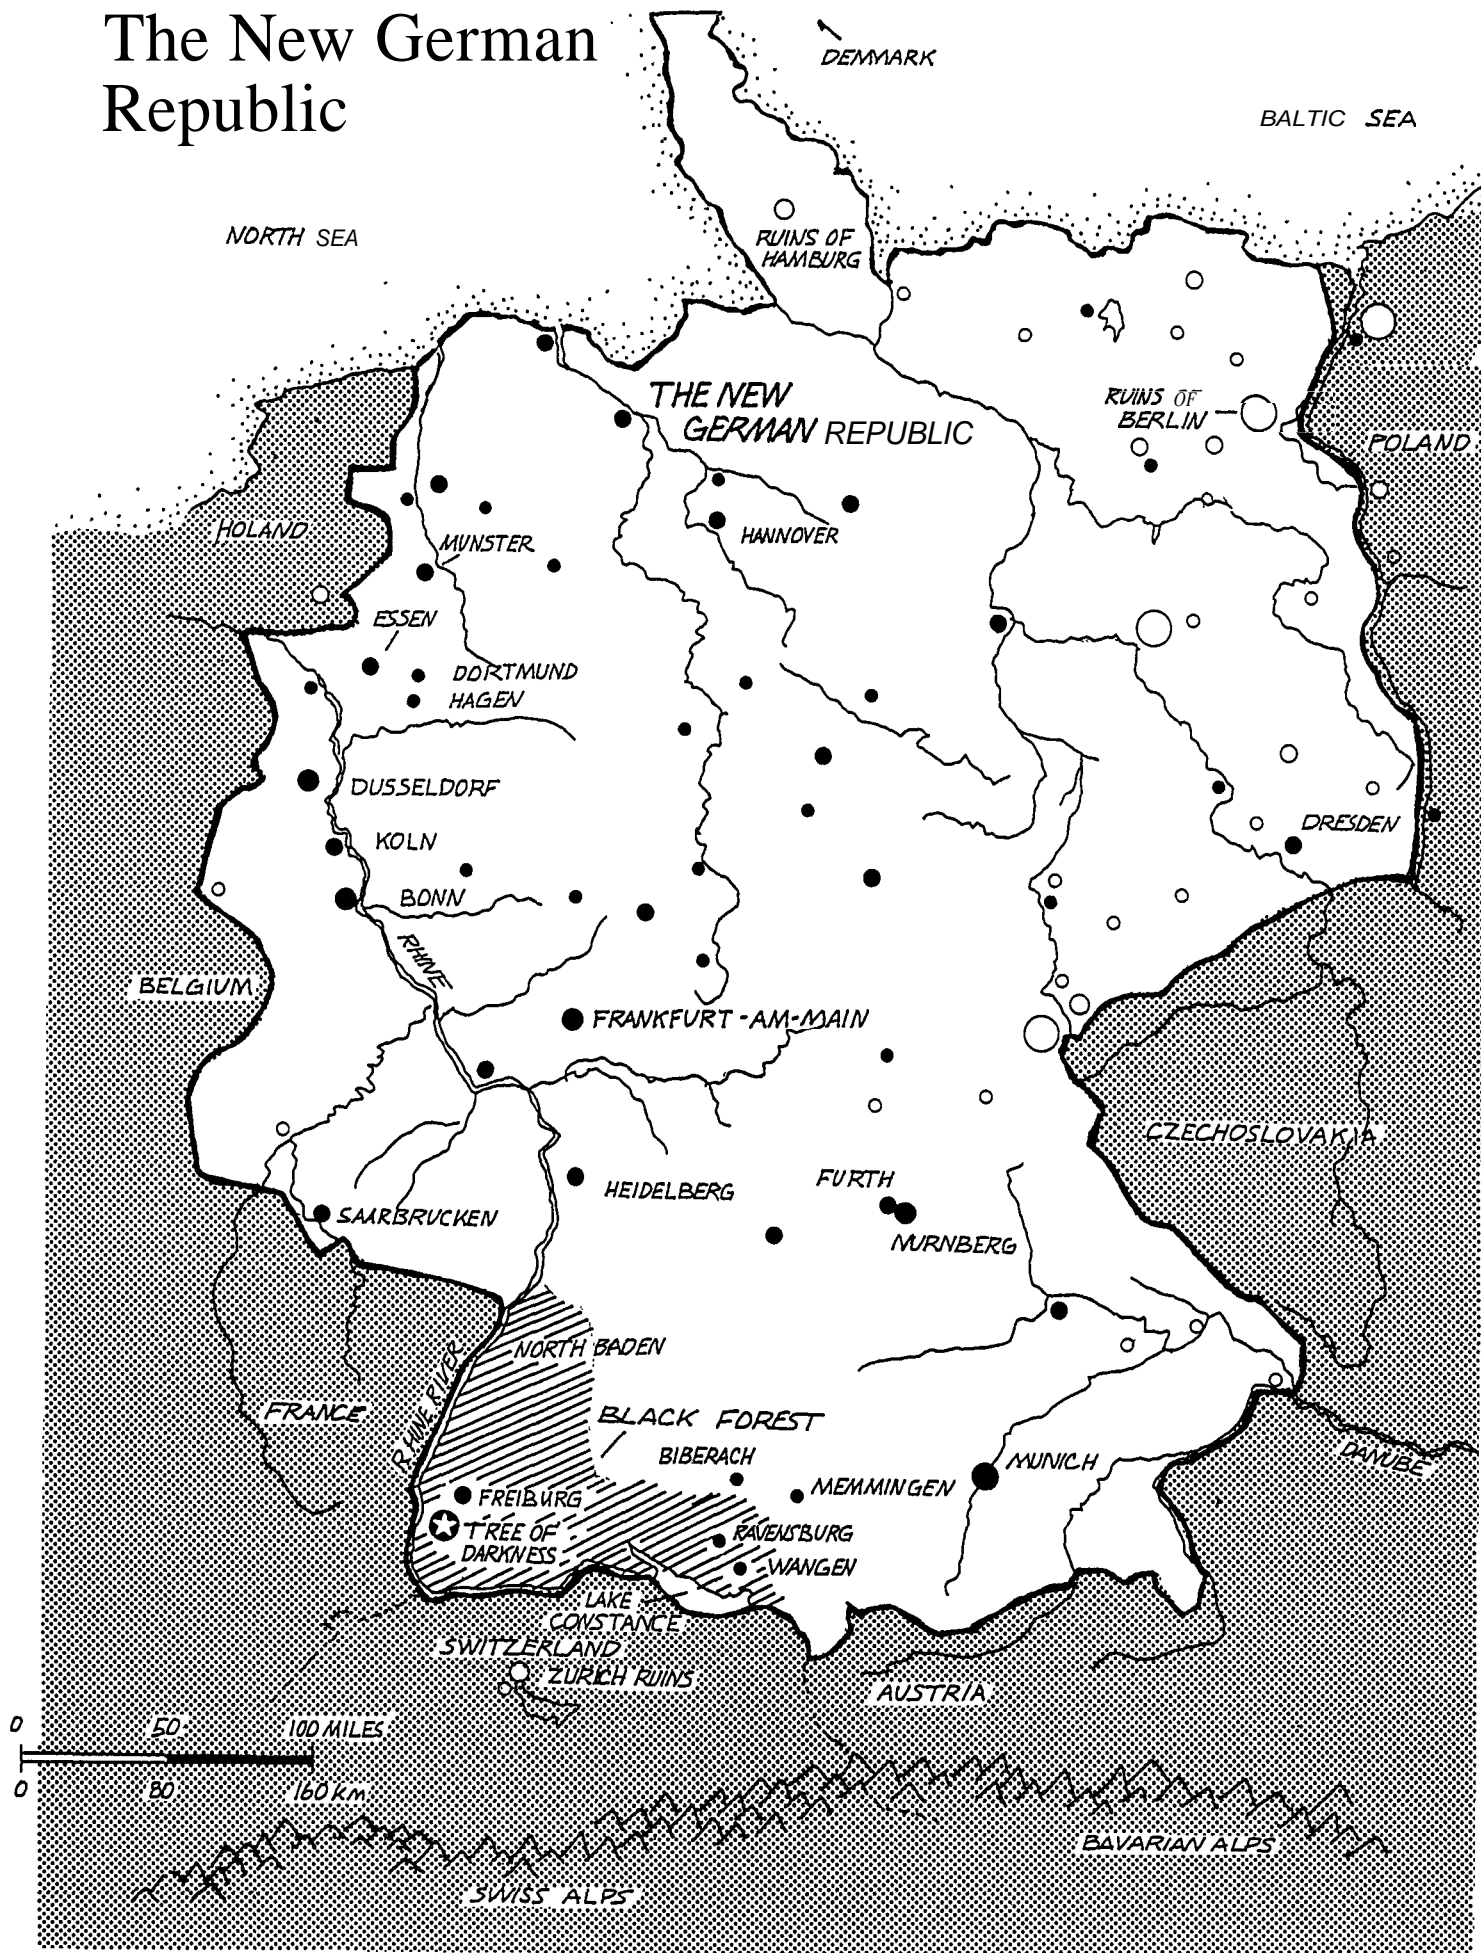 The New German
Republic
DENMARK
BALTIC SEA
NORTH SEA
RUINS OF
HAMBURG
THE NEW
GERMAN REPUBLIC
RUINS OF
BERLIN
POLAND
HOLAND
MUNSTER
HANNOVER
ESSEN
DORTMUND
HAGEN
DUSSELDORF
DRESDEN
KOLN
BONN
RHINE
BELGIUM
FRANKFURT-AM-MAIN
CZECHOSLOVAKIA
HEIDELBERG
FURTH
SAARBRUCKEN
NURNBERG
NORTH BADEN
RHINE RIVER
FRANCE
BLACK FOREST
BIBERACH
MUNICH
DANUBE
MEMMINGEN
FREIBURG
TREE OF
DARKNESS
RAVENSBURG
WANGEN
LAKE
CONSTANCE
SWITZERLAND
ZURICH RUINS
AUSTRIA
0 50 100 MILES
0 80 160 km
BAVARIAN ALPS
SWISS ALPS